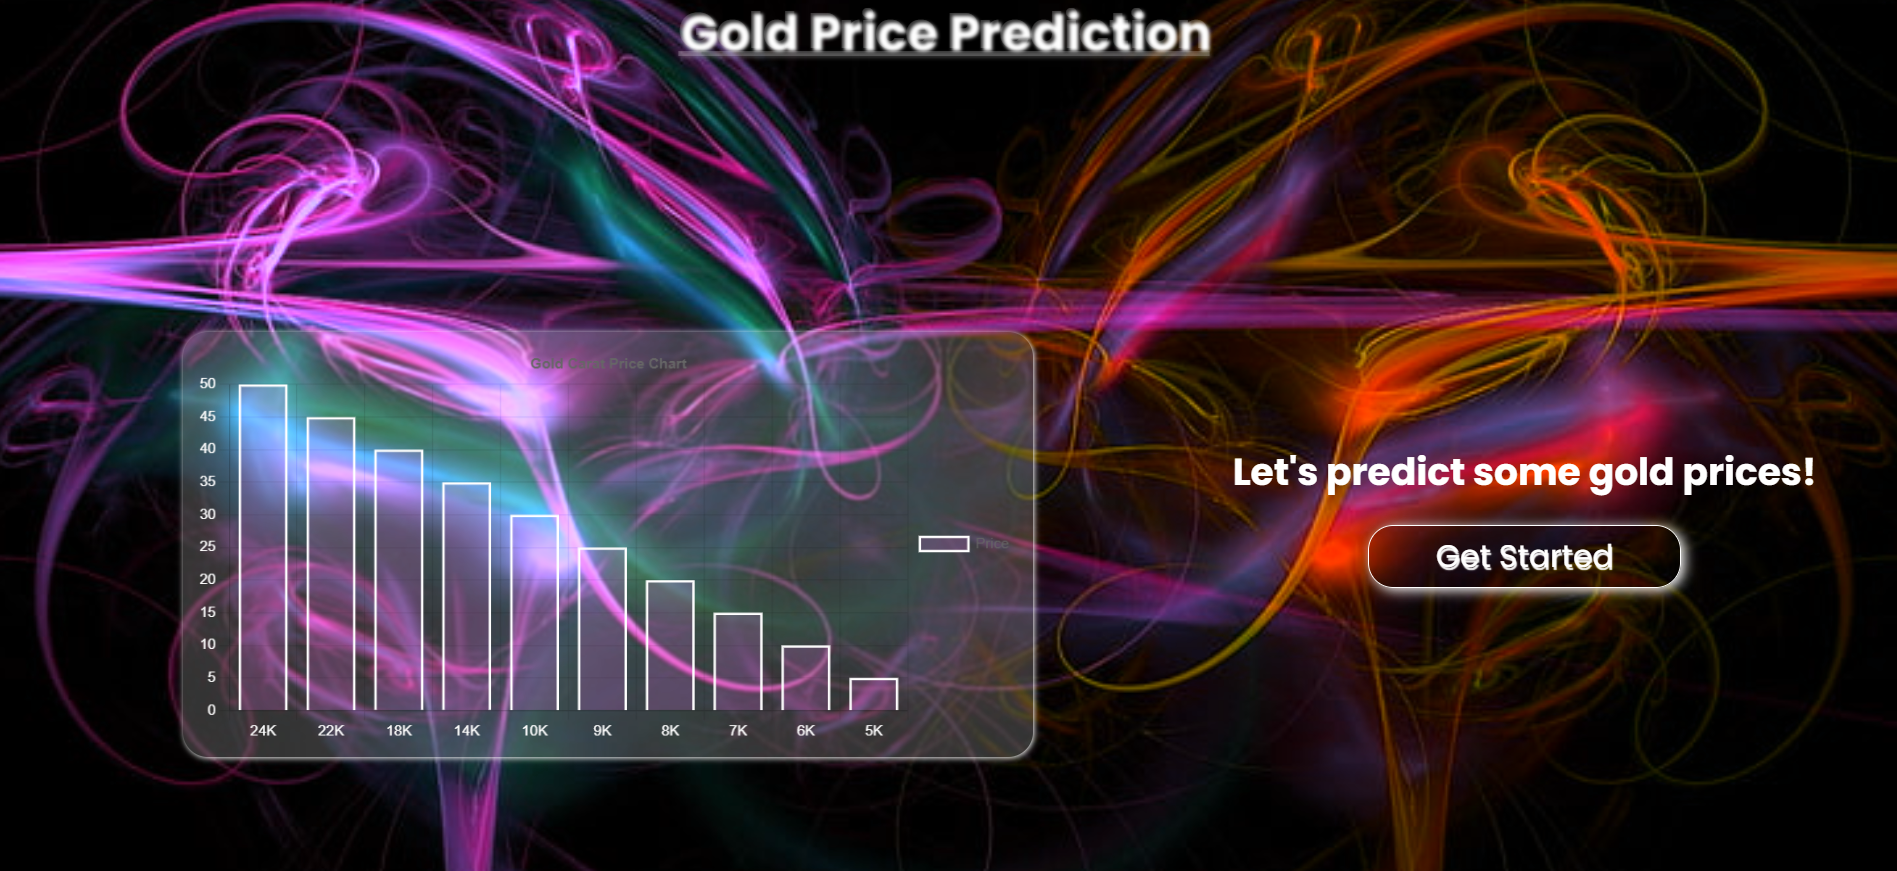 Gold Price Prediction
Gold Carat Price Chart
50
45
40
35
30
25
20
15
10
5
0
24K 22K 18K 14K 10K 9K 8K 7K 6K 5K
Price
Let's predict some gold prices!
Get Started